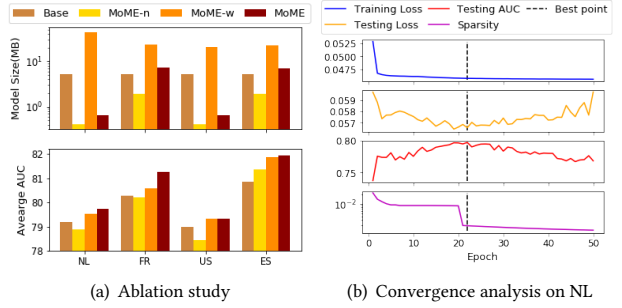 Base MoME-n MoME-w MoME
Model Size(MB)
10¹
10⁰
Avearge AUC
82
81
80
79
78
NL FR US ES
(a) Ablation study
Training Loss Testing AUC Best point
Testing Loss Sparsity
0.0525
0.0500
0.0475
0.059
0.058
0.057
0.80
0.75
10⁻²
0 10 20 30 40 50
Epoch
(b) Convergence analysis on NL